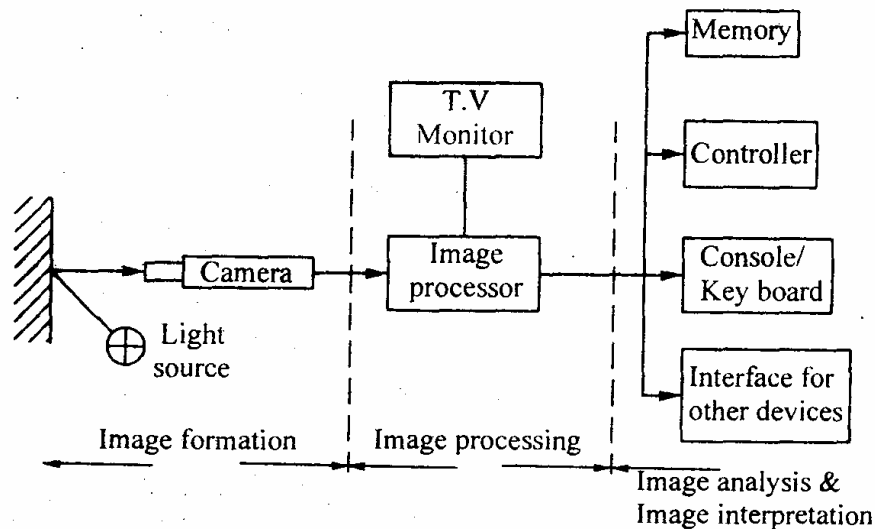 Memory
T.V
Monitor
Controller
Camera
Image
processor
Console/
Key board
Light
source
Interface for
other devices
Image formation
Image processing
Image analysis &
Image interpretation